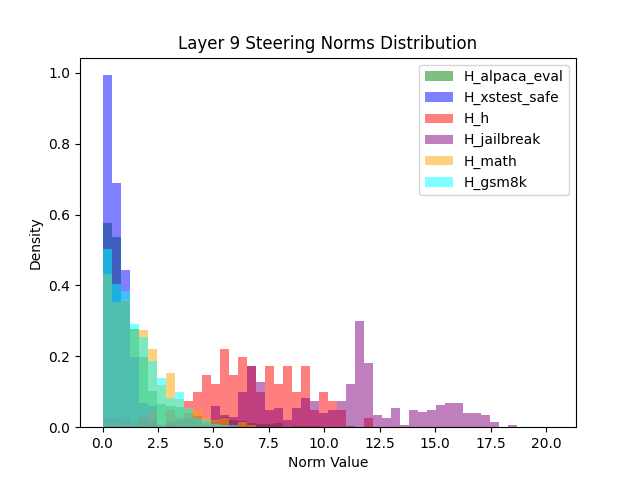 Layer 9 Steering Norms Distribution
H_alpaca_eval
H_xstest_safe
H_h
H_jailbreak
H_math
H_gsm8k
1.0
0.8
0.6
0.4
0.2
0.0
Density
0.0 2.5 5.0 7.5 10.0 12.5 15.0 17.5 20.0
Norm Value